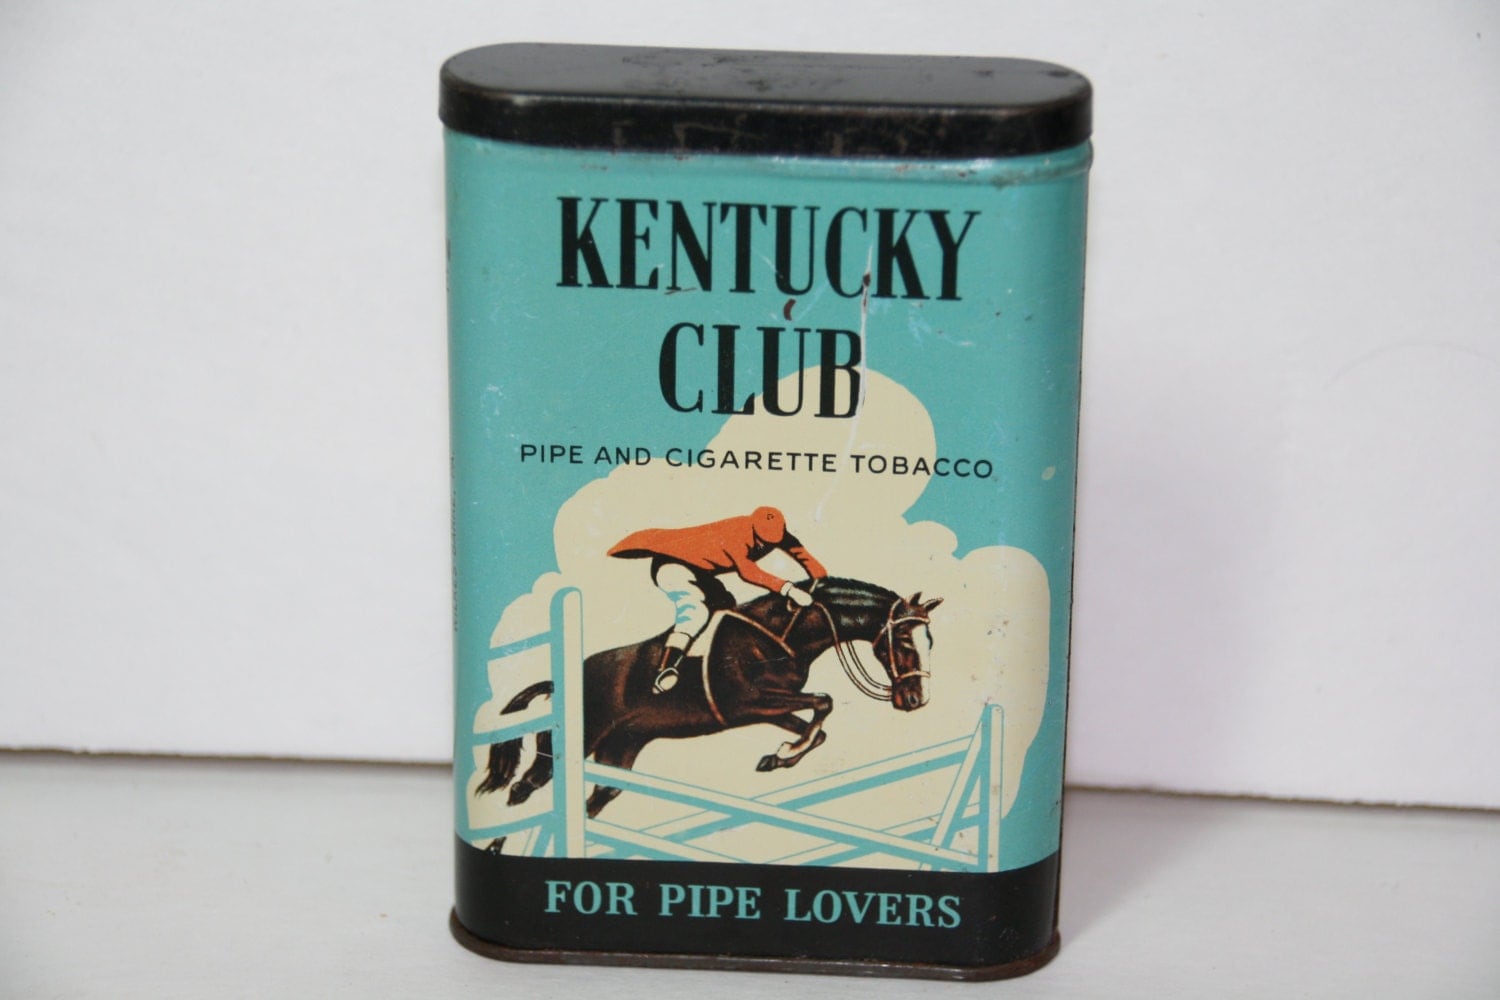 KENTUCKY
CLUB
PIPE AND CIGARETTE TOBACCO
FOR PIPE LOVERS